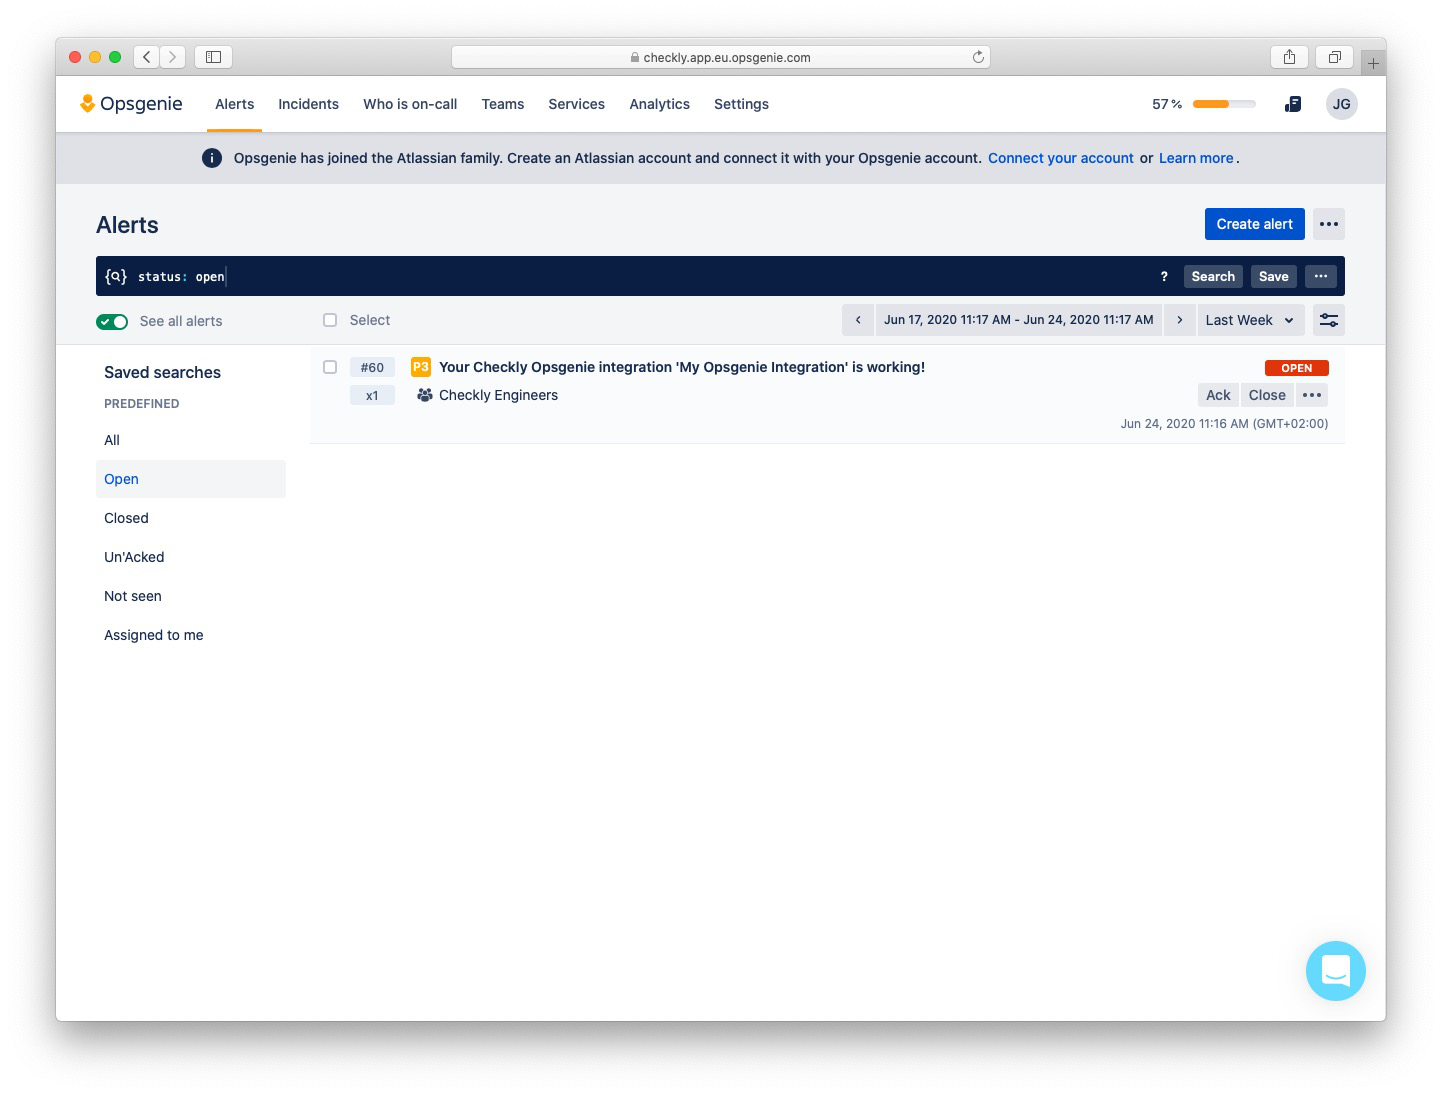 checkly.app.eu.opsgenie.com
Opsgenie Alerts Incidents Who is on-call Teams Services Analytics Settings 57% JG
Opsgenie has joined the Atlassian family. Create an Atlassian account and connect it with your Opsgenie account. Connect your account or Learn more.
Alerts Create alert
status: open ? Search Save
See all alerts Select Jun 17, 2020 11:17 AM - Jun 24, 2020 11:17 AM Last Week
Saved searches
PREDEFINED
All
Open
Closed
Un'Acked
Not seen
Assigned to me
#60 P3 Your Checkly Opsgenie integration 'My Opsgenie Integration' is working! OPEN
x1 Checkly Engineers Ack Close
Jun 24, 2020 11:16 AM (GMT+02:00)